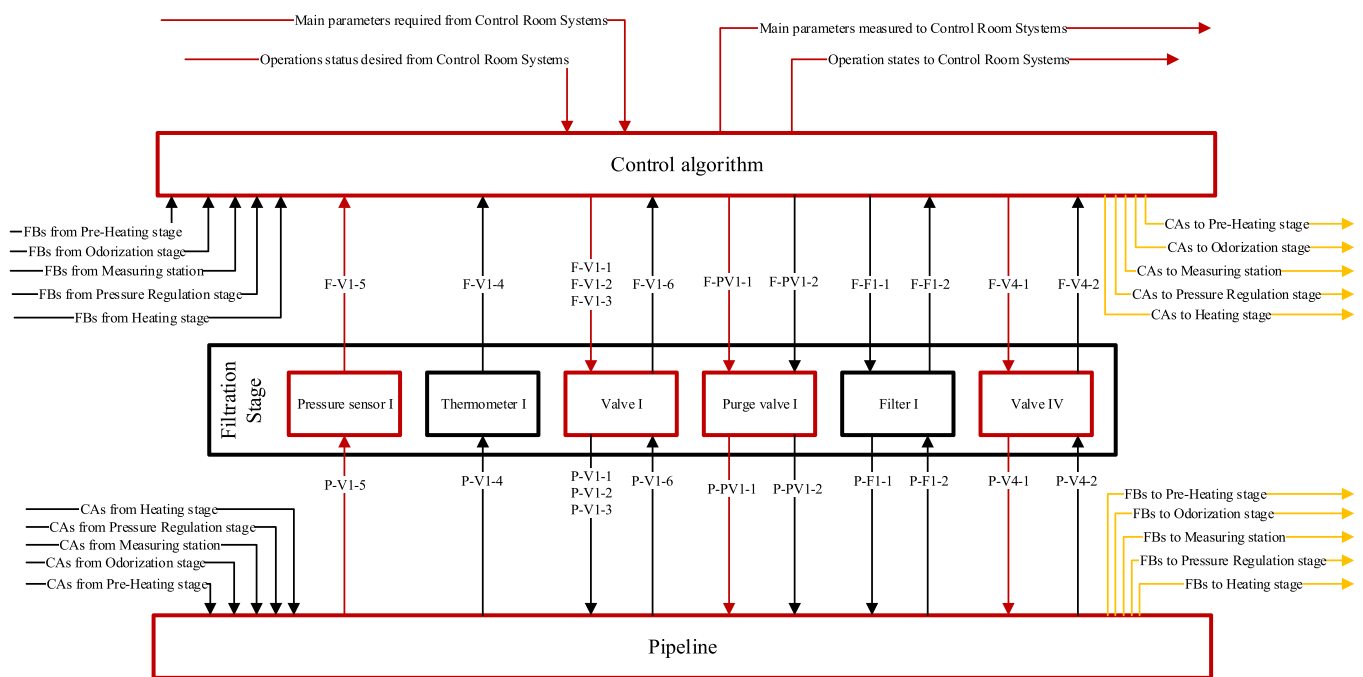 Main parameters required from Control Room Systems
Main parameters measured to Control Room Stystems
Operations status desired from Control Room Systems
Operation states to Control Room Systems
Control algorithm
FBs from Pre-Heating stage
FBs from Odorization stage
FBs from Measuring station
FBs from Pressure Regulation stage
FBs from Heating stage
CAs to Pre-Heating stage
CAs to Odorization stage
CAs to Measuring station
CAs to Pressure Regulation stage
CAs to Heating stage
F-V1-5
F-V1-4
F-V1-1
F-V1-2
F-V1-3
F-V1-6
F-PV1-1
F-PV1-2
F-F1-1
F-F1-2
F-V4-1
F-V4-2
Filtration
Stage
Pressure sensor I
Thermometer I
Valve I
Purge valve I
Filter I
Valve IV
P-V1-5
P-V1-4
P-V1-1
P-V1-2
P-V1-3
P-V1-6
P-PV1-1
P-PV1-2
P-F1-1
P-F1-2
P-V4-1
P-V4-2
CAs from Heating stage
CAs from Pressure Regulation stage
CAs from Measuring station
CAs from Odorization stage
CAs from Pre-Heating stage
FBs to Pre-Heating stage
FBs to Odorization stage
FBs to Measuring station
FBs to Pressure Regulation stage
FBs to Heating stage
Pipeline